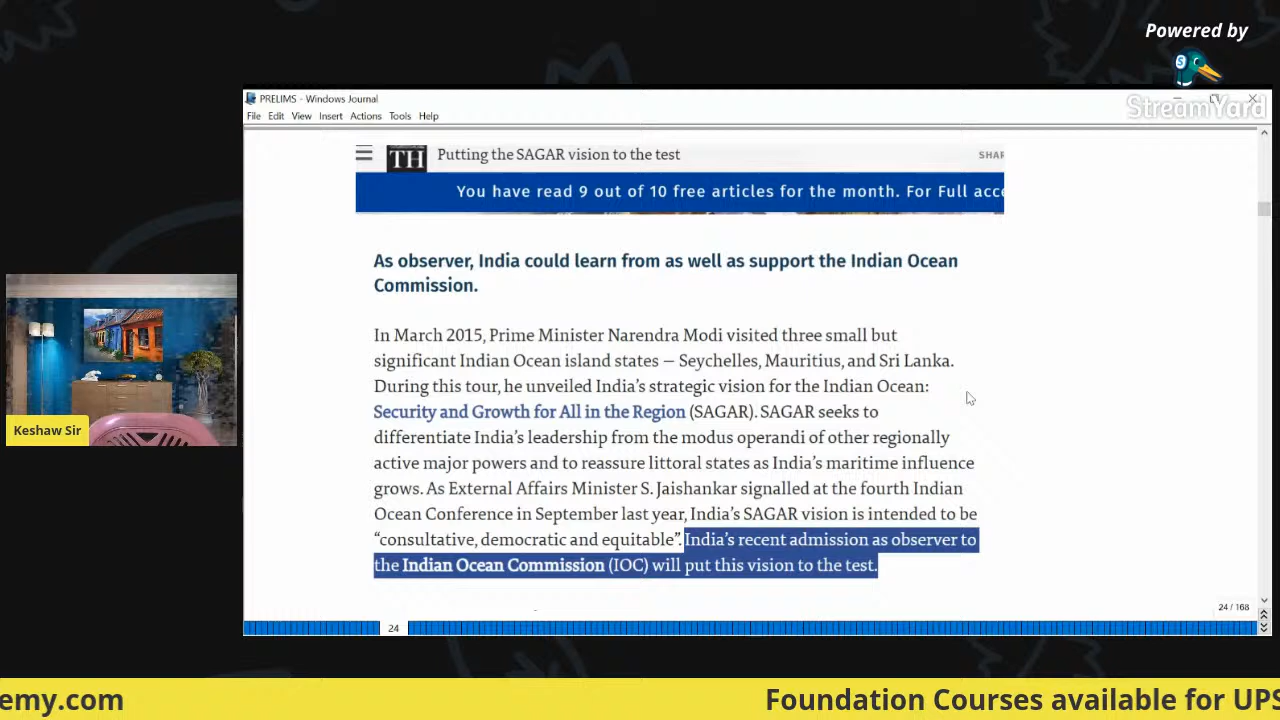 Powered by
StreamYard
PRELIMS - Windows Journal
File Edit View Insert Actions Tools Help
TH Putting the SAGAR vision to the test SHAR
You have read 9 out of 10 free articles for the month. For Full acce
As observer, India could learn from as well as support the Indian Ocean
Commission.
In March 2015, Prime Minister Narendra Modi visited three small but
significant Indian Ocean island states – Seychelles, Mauritius, and Sri Lanka.
During this tour, he unveiled India’s strategic vision for the Indian Ocean:
Security and Growth for All in the Region (SAGAR). SAGAR seeks to
differentiate India’s leadership from the modus operandi of other regionally
active major powers and to reassure littoral states as India’s maritime influence
grows. As External Affairs Minister S. Jaishankar signalled at the fourth Indian
Ocean Conference in September last year, India’s SAGAR vision is intended to be
“consultative, democratic and equitable”. India’s recent admission as observer to
the Indian Ocean Commission (IOC) will put this vision to the test.
24 / 168
24
Keshaw Sir
emy.com
Foundation Courses available for UPS